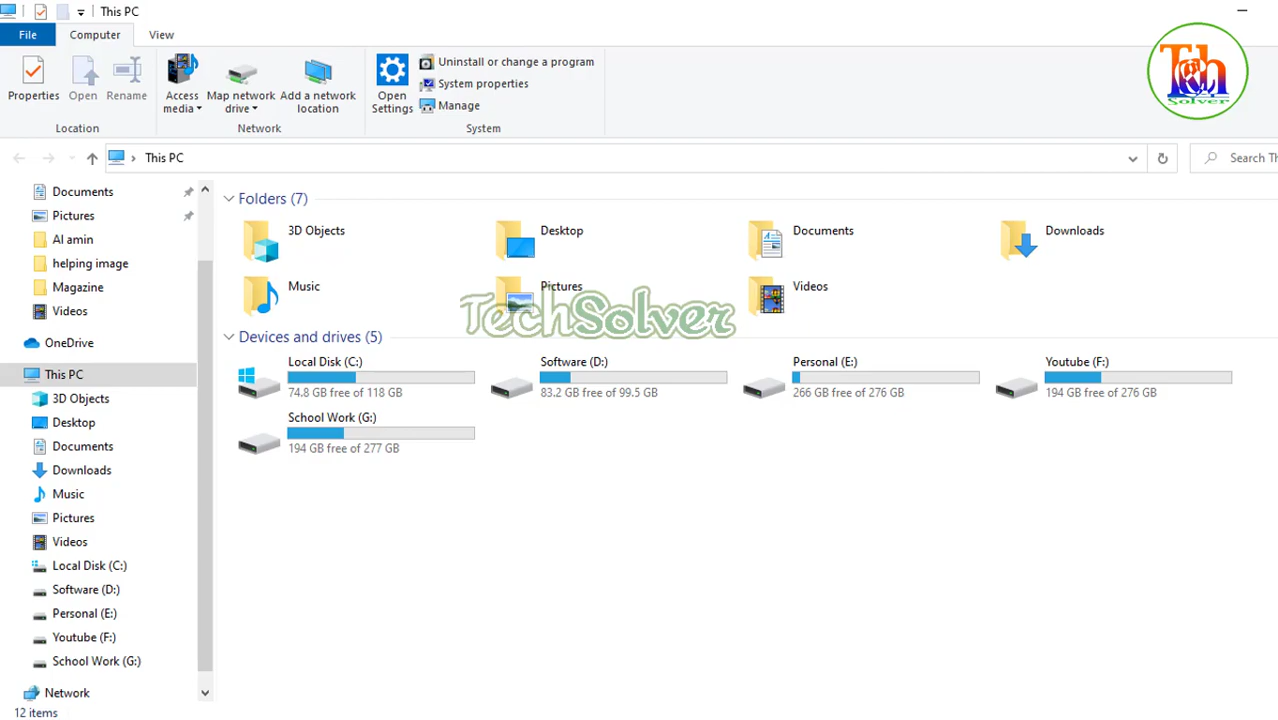 This PC
File Computer View
Properties Open Rename Access media Map network drive Add a network location Open Settings Uninstall or change a program
System properties
Manage
Location Network System
Tech
Solver
This PC
Search Th
Documents
Pictures
Al amin
helping image
Magazine
Videos
OneDrive
This PC
3D Objects
Desktop
Documents
Downloads
Music
Pictures
Videos
Local Disk (C:)
Software (D:)
Personal (E:)
Youtube (F:)
School Work (G:)
Network
Folders (7)
3D Objects Desktop Documents Downloads
Music Pictures Videos
TechSolver
Devices and drives (5)
Local Disk (C:) Software (D:) Personal (E:) Youtube (F:)
74.8 GB free of 118 GB 83.2 GB free of 99.5 GB 266 GB free of 276 GB 194 GB free of 276 GB
School Work (G:)
194 GB free of 277 GB
12 items